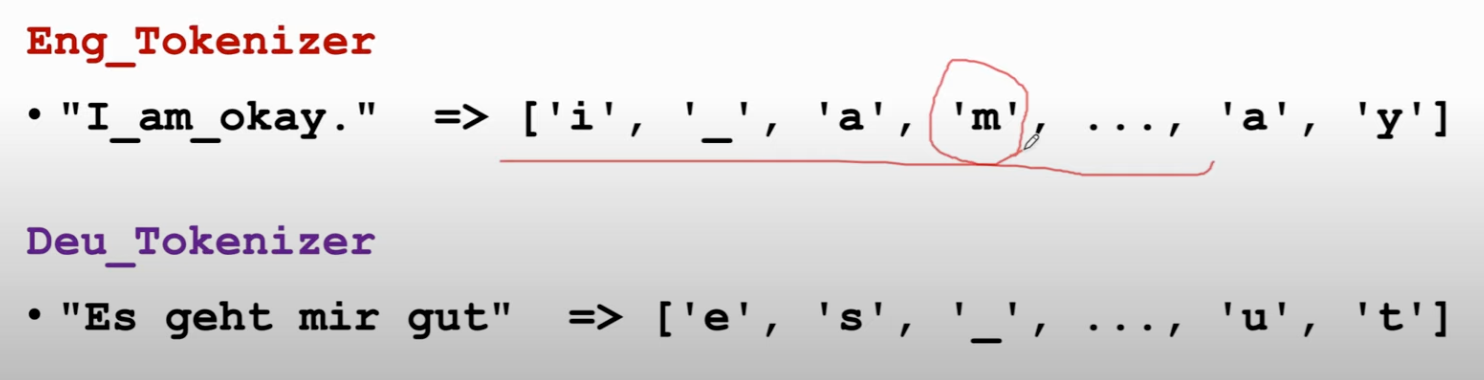 Eng_Tokenizer
• "I_am_okay." => ['i', '_', 'a', 'm', ..., 'a', 'y']
Deu_Tokenizer
• "Es geht mir gut" => ['e', 's', '_', ..., 'u', 't']